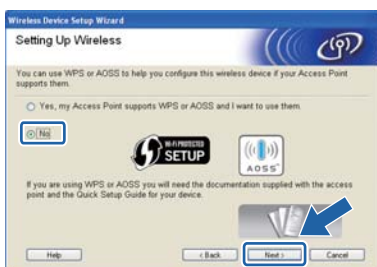 Wireless Device Setup Wizard
Setting Up Wireless
You can use WPS or AOSS to help you configure this wireless device if your Access Point
supports them.
Yes, my Access Point supports WPS or AOSS and I want to use them
No
WI-FI PROTECTED
SETUP
AOSS
If you are using WPS or AOSS you will need the documentation supplied with the access
point and the Quick Setup Guide for your device.
Help
< Back
Next >
Cancel